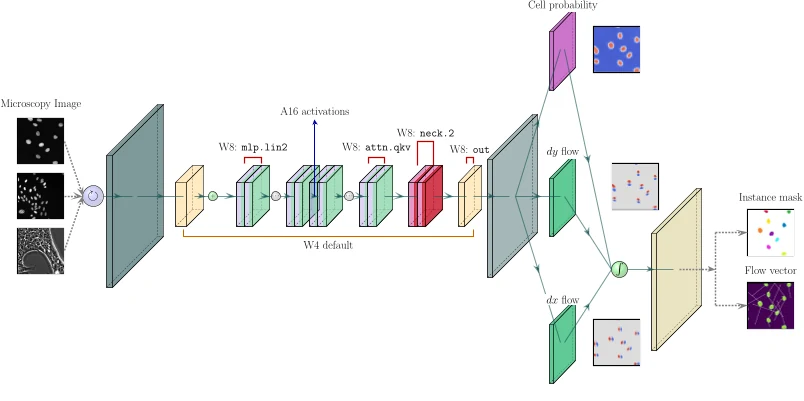 Cell probability
Microscopy Image
A16 activations
W8: mlp.lin2
W8: attn.qkv
W8: neck.2
W8: out
dy flow
W4 default
dx flow
∫
Instance mask
Flow vector